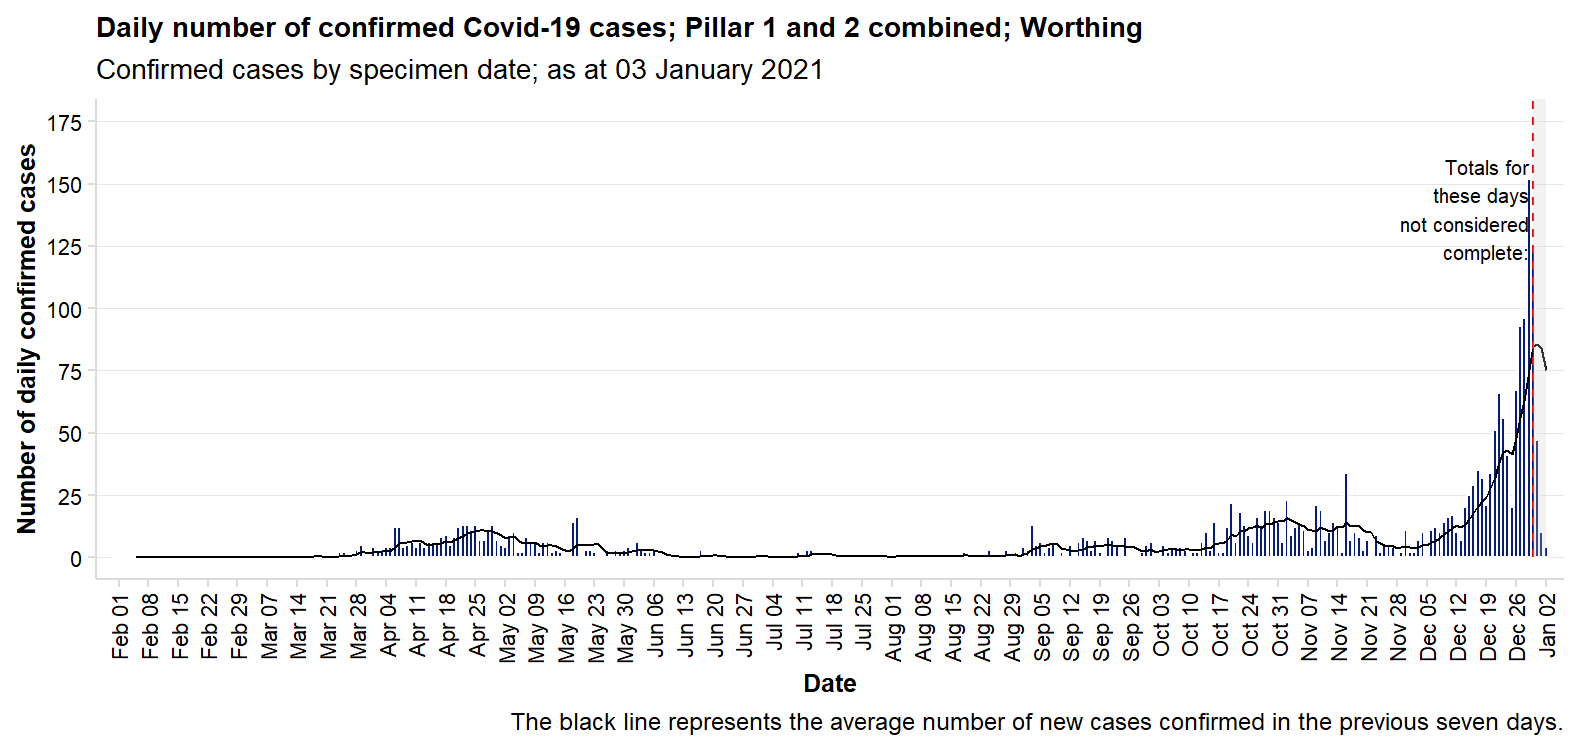 Daily number of confirmed Covid-19 cases; Pillar 1 and 2 combined; Worthing
Confirmed cases by specimen date; as at 03 January 2021
Number of daily confirmed cases
175
150
125
100
75
50
25
0
Totals for
these days
not considered
complete:
Feb 01
Feb 08
Feb 15
Feb 22
Feb 29
Mar 07
Mar 14
Mar 21
Mar 28
Apr 04
Apr 11
Apr 18
Apr 25
May 02
May 09
May 16
May 23
May 30
Jun 06
Jun 13
Jun 20
Jun 27
Jul 04
Jul 11
Jul 18
Jul 25
Aug 01
Aug 08
Aug 15
Aug 22
Aug 29
Sep 05
Sep 12
Sep 19
Sep 26
Oct 03
Oct 10
Oct 17
Oct 24
Oct 31
Nov 07
Nov 14
Nov 21
Nov 28
Dec 05
Dec 12
Dec 19
Dec 26
Jan 02
Date
The black line represents the average number of new cases confirmed in the previous seven days.